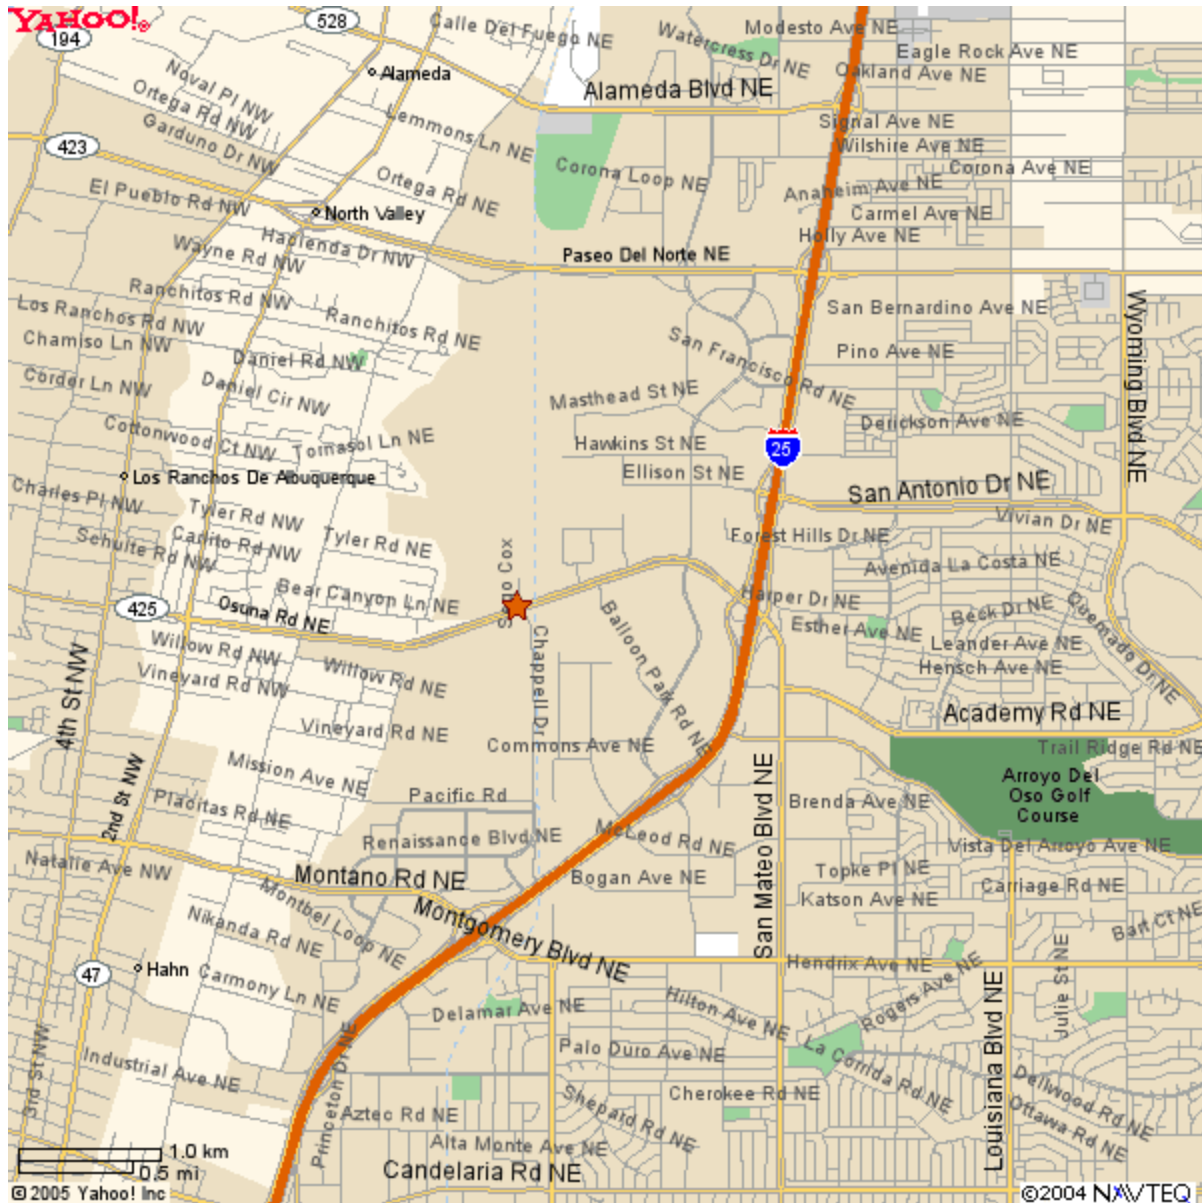 YAHOO!®
528
Calle Del Fuego NE
Modesto Ave NE
194
Watercress Dr NE
Eagle Rock Ave NE
Alameda
Oakland Ave NE
Noval Pl NW
Alameda Blvd NE
Ortega Rd NW
Lemmons Ln NE
Signal Ave NE
Garduno Dr NW
423
Wilshire Ave NE
Corona Loop NE
Corona Ave NE
Ortega Rd NE
Anaheim Ave NE
El Pueblo Rd NW
North Valley
Carmel Ave NE
Hacienda Dr NW
Holly Ave NE
Wayne Rd NW
Paseo Del Norte NE
Ranchitos Rd NW
San Bernardino Ave NE
Los Ranchos Rd NW
Ranchitos Rd NE
Wyoming Blvd NE
Chamiso Ln NW
San Francisco Rd NE
Pino Ave NE
Daniel Rd NW
Corder Ln NW
Daniel Cir NW
Masthead St NE
Cottonwood Ct NW
Tomasol Ln NE
Derickson Ave NE
Hawkins St NE
25
Los Ranchos De Albuquerque
Ellison St NE
San Antonio Dr NE
Charles Pl NW
Tyler Rd NW
Vivian Dr NE
Carlito Rd NW
Tyler Rd NE
Forest Hills Dr NE
Schulte Rd NW
Avenida La Costa NE
Bear Canyon Ln NE
Harper Dr NE
425
Osuna Rd NE
Balloon Park Rd NE
Beck Dr NE
Quemado Dr NE
Esther Ave NE
Chappell Dr
Leander Ave NE
Willow Rd NW
Willow Rd NE
Hensch Ave NE
Vineyard Rd NW
4th St NW
Academy Rd NE
Vineyard Rd NE
Commons Ave NE
Trail Ridge Rd NE
Mission Ave NE
San Mateo Blvd NE
Arroyo Del
Oso Golf
Course
2nd St NW
Placitas Rd NE
Pacific Rd
Brenda Ave NE
Renaissance Blvd NE
McLeod Rd NE
Vista Del Arroyo Ave NE
Natalie Ave NW
Montano Rd NE
Bogan Ave NE
Topke Pl NE
Carriage Rd NE
Montbel Loop NE
Katson Ave NE
Nikanda Rd NE
Montgomery Blvd NE
Bart Ct NE
47
Hahn
Hendrix Ave NE
Julie St NE
Carmony Ln NE
Hilton Ave NE
Rogers Ave NE
Louisiana Blvd NE
Delamar Ave NE
Industrial Ave NE
Princeton Dr NE
Palo Duro Ave NE
La Corrida Rd NE
3rd St NW
Cherokee Rd NE
Dellwood Rd NE
Aztec Rd NE
Shepard Rd NE
Ottawa Rd NE
Alta Monte Ave NE
1.0 km
0.5 mi
Candelaria Rd NE
© 2005 Yahoo! Inc
©2004 NAVTEQ